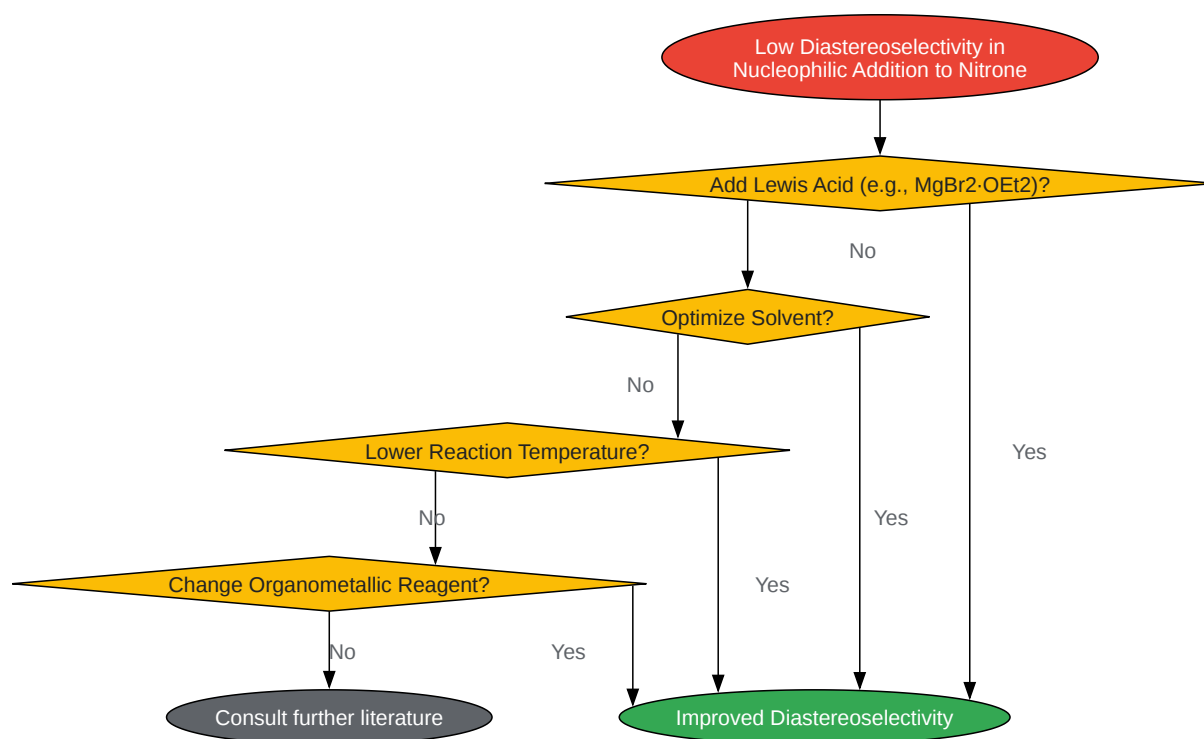 Low Diastereoselectivity in
Nucleophilic Addition to Nitrone
Add Lewis Acid (e.g., MgBr2·OEt2)?
No
Optimize Solvent?
No
Lower Reaction Temperature?
Yes
No
Yes
Change Organometallic Reagent?
Yes
No
Yes
Consult further literature
Improved Diastereoselectivity